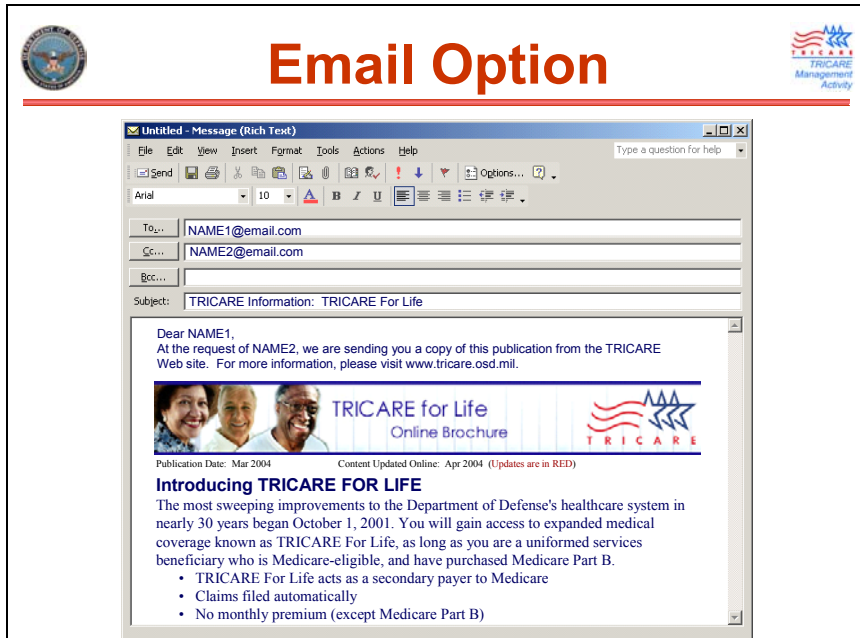 Email Option
TRICARE
TRICARE
Management
Activity
Untitled - Message (Rich Text)
File Edit View Insert Format Tools Actions Help
Type a question for help
Send
Options...
Arial
10
A B I U
To...
NAME1@email.com
Cc...
NAME2@email.com
Bcc...
Subject:
TRICARE Information: TRICARE For Life
Dear NAME1,
At the request of NAME2, we are sending you a copy of this publication from the TRICARE
Web site. For more information, please visit www.tricare.osd.mil.
TRICARE for Life
Online Brochure
TRICARE
Publication Date: Mar 2004
Content Updated Online: Apr 2004 (Updates are in RED)
Introducing TRICARE FOR LIFE
The most sweeping improvements to the Department of Defense's healthcare system in
nearly 30 years began October 1, 2001. You will gain access to expanded medical
coverage known as TRICARE For Life, as long as you are a uniformed services
beneficiary who is Medicare-eligible, and have purchased Medicare Part B.
• TRICARE For Life acts as a secondary payer to Medicare
• Claims filed automatically
• No monthly premium (except Medicare Part B)